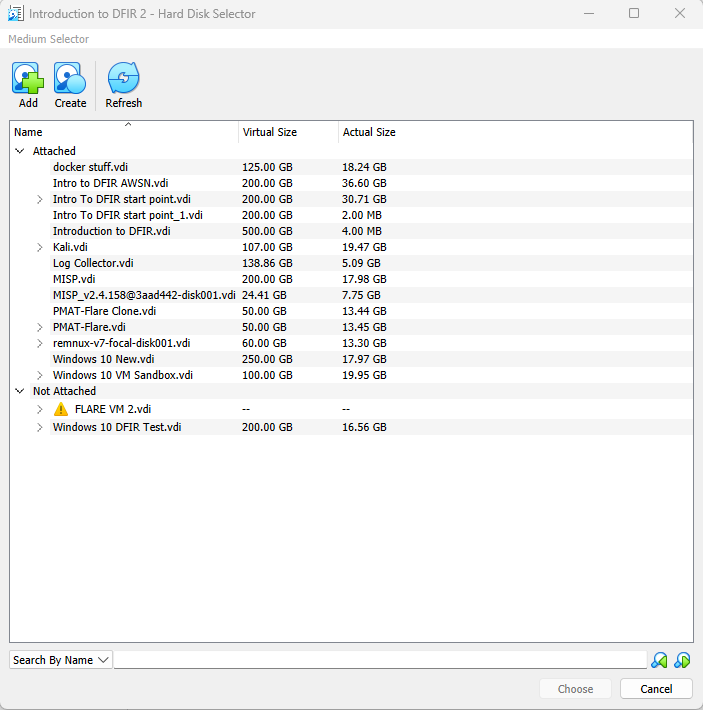 Introduction to DFIR 2 - Hard Disk Selector
Medium Selector
Add Create Refresh
Name Virtual Size Actual Size
Attached
docker stuff.vdi 125.00 GB 18.24 GB
Intro to DFIR AWSN.vdi 200.00 GB 36.60 GB
Intro To DFIR start point.vdi 200.00 GB 30.71 GB
Intro To DFIR start point_1.vdi 200.00 GB 2.00 MB
Introduction to DFIR.vdi 500.00 GB 4.00 MB
Kali.vdi 107.00 GB 19.47 GB
Log Collector.vdi 138.86 GB 5.09 GB
MISP.vdi 200.00 GB 17.98 GB
MISP_v2.4.158@3aad442-disk001.vdi 24.41 GB 7.75 GB
PMAT-Flare Clone.vdi 50.00 GB 13.44 GB
PMAT-Flare.vdi 50.00 GB 13.45 GB
remnux-v7-focal-disk001.vdi 60.00 GB 13.30 GB
Windows 10 New.vdi 250.00 GB 17.97 GB
Windows 10 VM Sandbox.vdi 100.00 GB 19.95 GB
Not Attached
FLARE VM 2.vdi -- --
Windows 10 DFIR Test.vdi 200.00 GB 16.56 GB
Search By Name
Choose Cancel